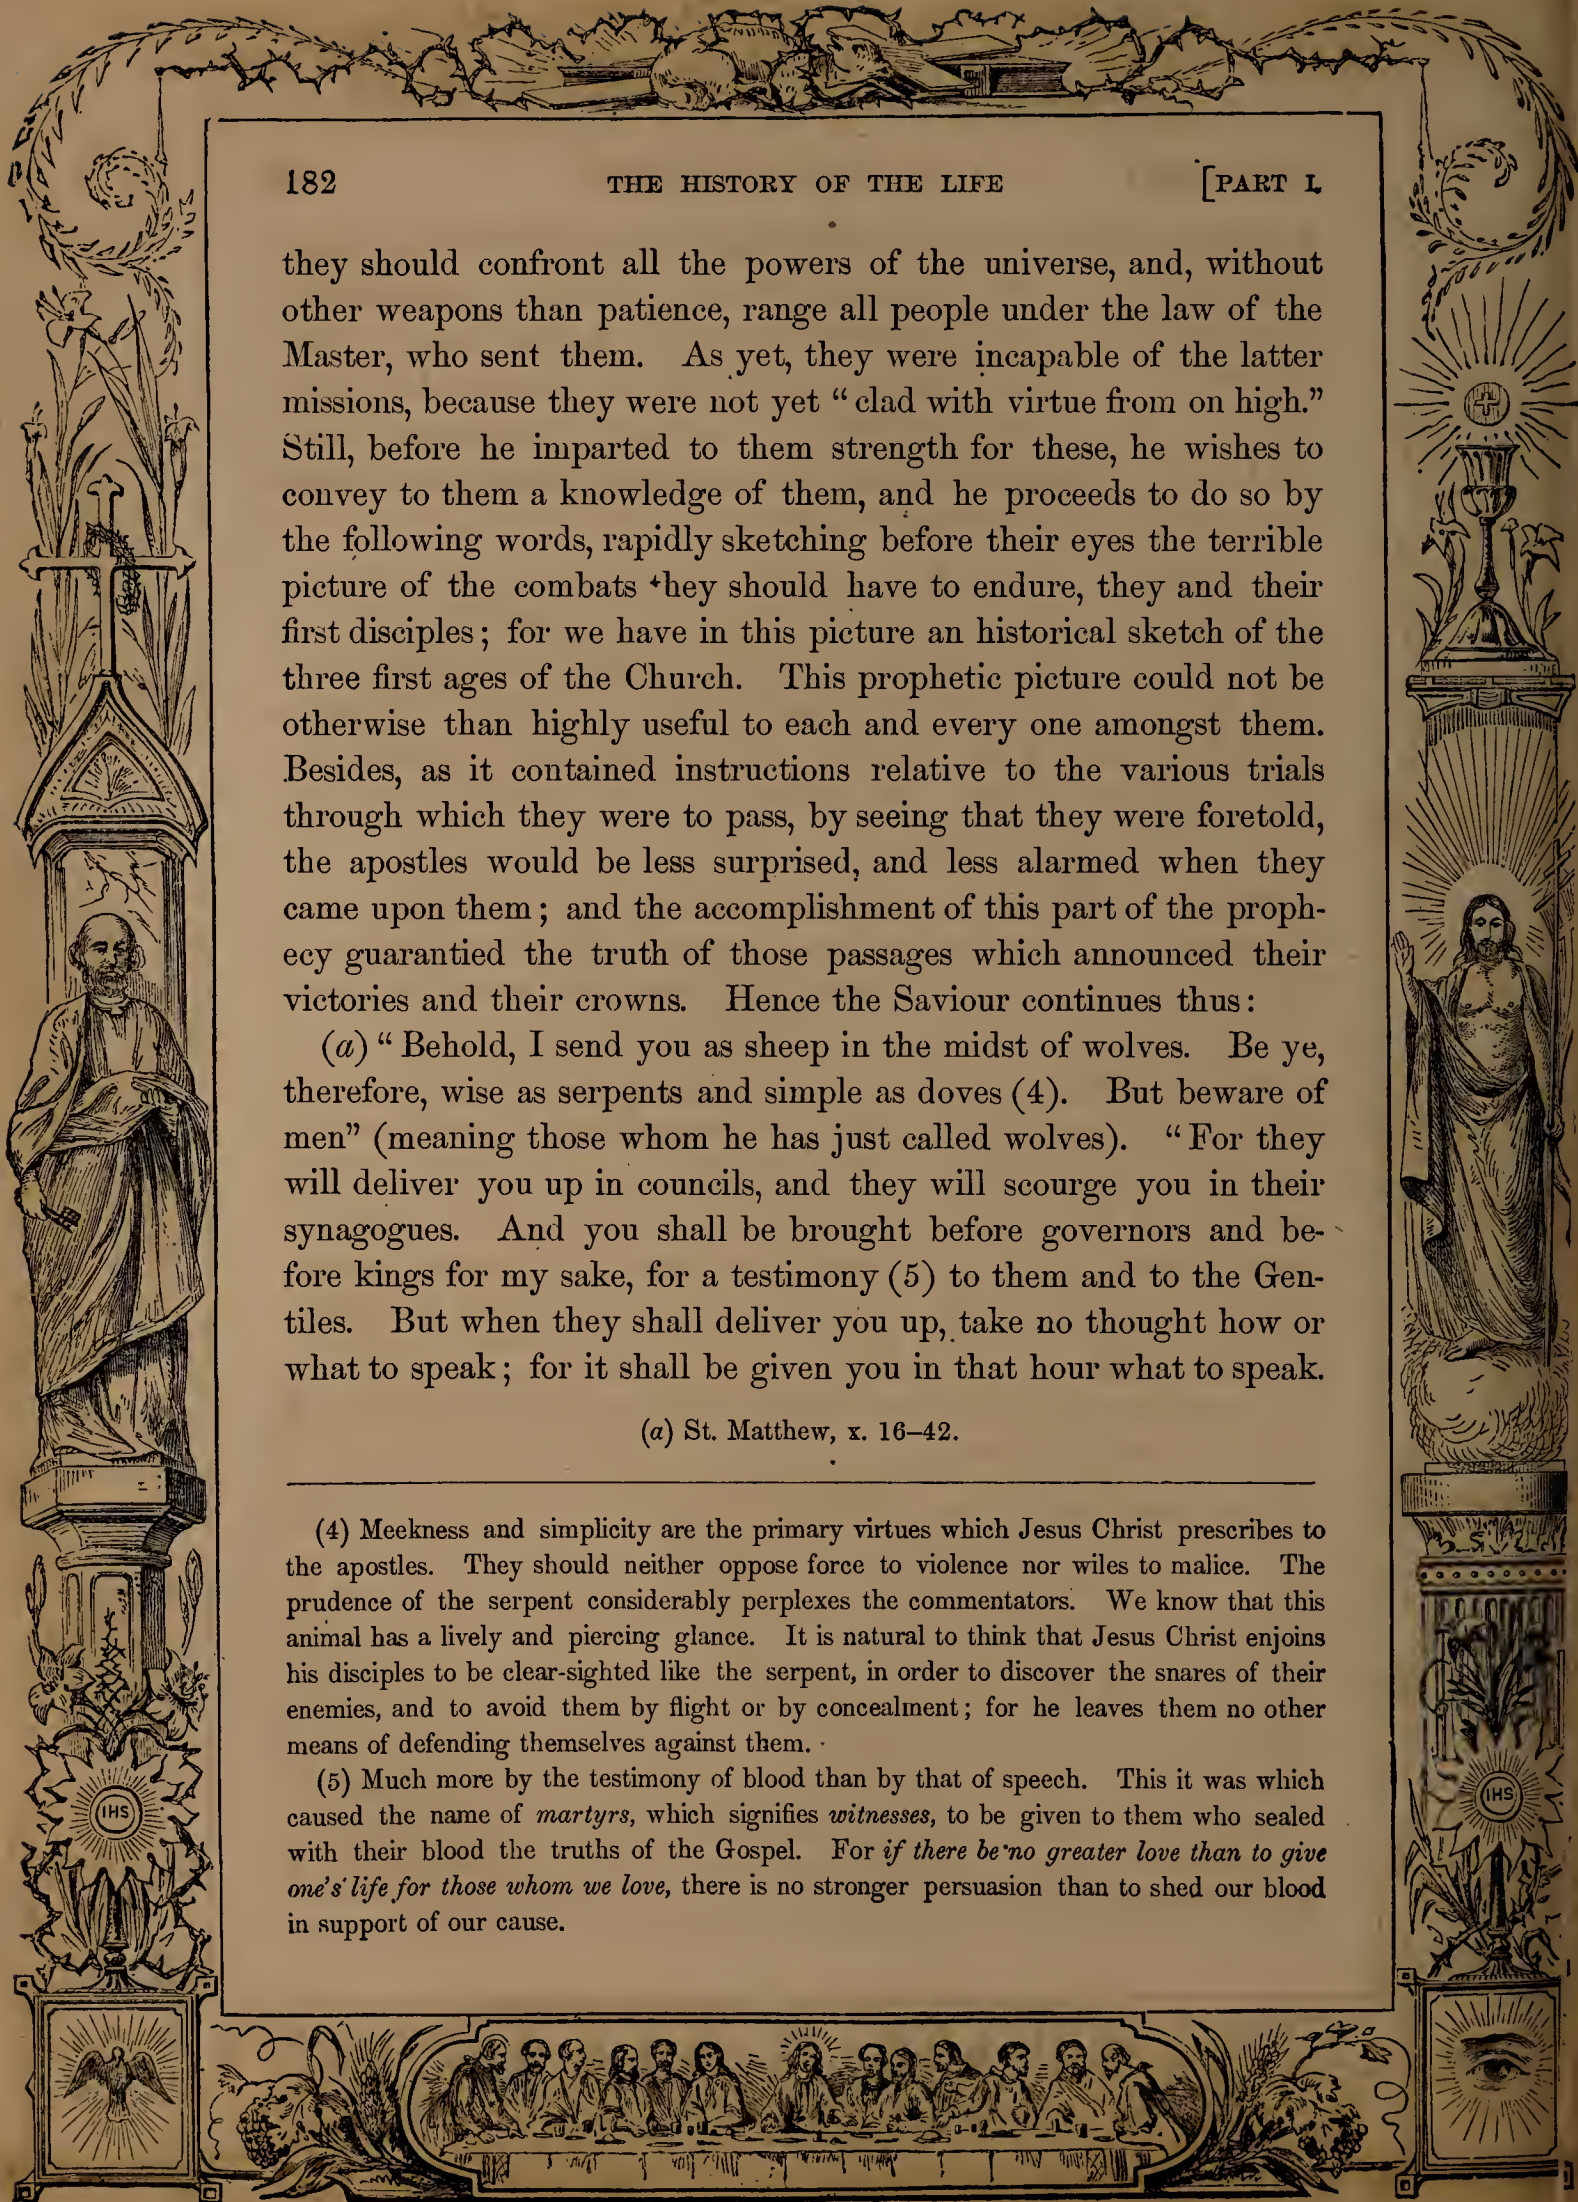 182 THE HISTORY OF THE LIFE [PART I.
they should confront all the powers of the universe, and, without
other weapons than patience, range all people under the law of the
Master, who sent them. As yet, they were incapable of the latter
missions, because they were not yet “clad with virtue from on high.”
Still, before he imparted to them strength for these, he wishes to
convey to them a knowledge of them, and he proceeds to do so by
the following words, rapidly sketching before their eyes the terrible
picture of the combats they should have to endure, they and their
first disciples; for we have in this picture an historical sketch of the
three first ages of the Church. This prophetic picture could not be
otherwise than highly useful to each and every one amongst them.
Besides, as it contained instructions relative to the various trials
through which they were to pass, by seeing that they were foretold,
the apostles would be less surprised, and less alarmed when they
came upon them; and the accomplishment of this part of the proph-
ecy guarantied the truth of those passages which announced their
victories and their crowns. Hence the Saviour continues thus:
(a) “Behold, I send you as sheep in the midst of wolves. Be ye,
therefore, wise as serpents and simple as doves (4). But beware of
men” (meaning those whom he has just called wolves). “For they
will deliver you up in councils, and they will scourge you in their
synagogues. And you shall be brought before governors and be-
fore kings for my sake, for a testimony (5) to them and to the Gen-
tiles. But when they shall deliver you up, take no thought how or
what to speak; for it shall be given you in that hour what to speak.
(a) St. Matthew, x. 16–42.
(4) Meekness and simplicity are the primary virtues which Jesus Christ prescribes to
the apostles. They should neither oppose force to violence nor wiles to malice. The
prudence of the serpent considerably perplexes the commentators. We know that this
animal has a lively and piercing glance. It is natural to think that Jesus Christ enjoins
his disciples to be clear-sighted like the serpent, in order to discover the snares of their
enemies, and to avoid them by flight or by concealment; for he leaves them no other
means of defending themselves against them.
(5) Much more by the testimony of blood than by that of speech. This it was which
caused the name of martyrs, which signifies witnesses, to be given to them who sealed
with their blood the truths of the Gospel. For if there be no greater love than to give
one's life for those whom we love, there is no stronger persuasion than to shed our blood
in support of our cause.
IHS
IHS